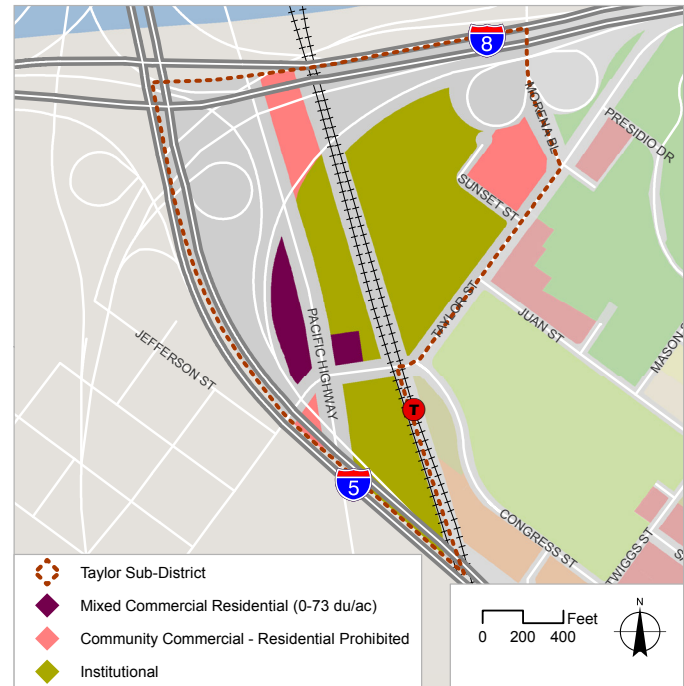 8
MORENA BL
PRESIDIO DR
SUNSET ST
TAYLOR ST
JUAN ST
MASON S
PACIFIC HIGHWAY
JEFFERSON ST
T
5
CONGRESS ST
TWIGGS ST
SA
Taylor Sub-District
Mixed Commercial Residential (0-73 du/ac)
Community Commercial - Residential Prohibited
Institutional
Feet
0 200 400
N